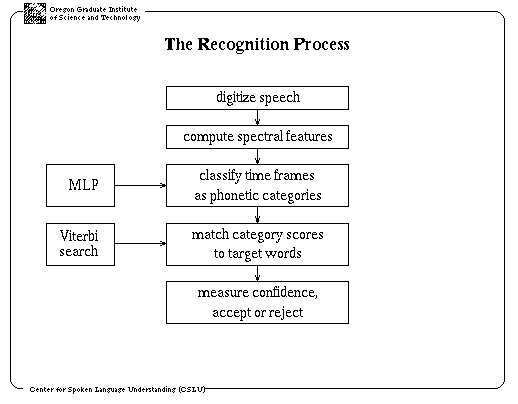 Oregon Graduate Institute
of Science and Technology
The Recognition Process
digitize speech
compute spectral features
MLP
classify time frames
as phonetic categories
Viterbi
search
match category scores
to target words
measure confidence,
accept or reject
Center for Spoken Language Understanding (CSLU)